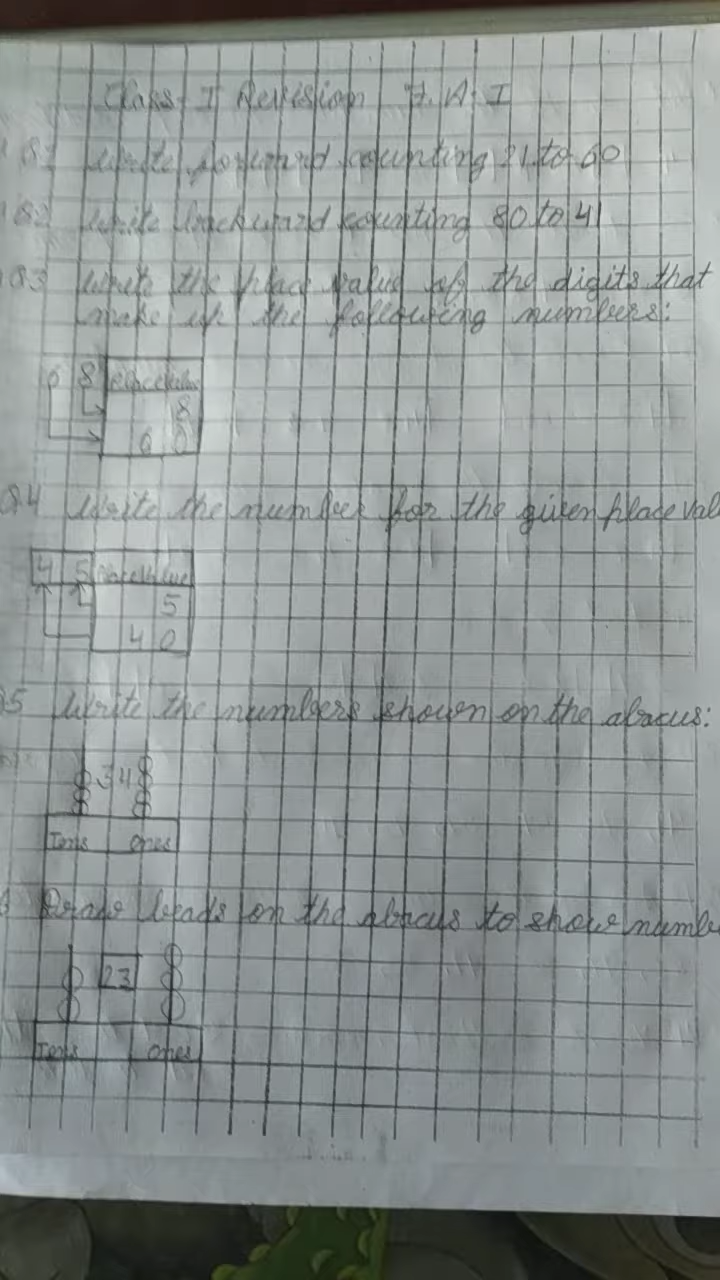 Class-I Revision F.A-I
Q1 Write forward counting 21 to 60
Q2 Write backward counting 80 to 41
Q3 Write the place value of the digits that
make up the following numbers:
6 8 Place Value
8
6 0
Q4 Write the number for the given place val
4 5 Place Value
5
4 0
Q5 Write the numbers shown on the abacus:
34
Tens ones
Draw beads on the abacus to show numbe
23
Tens ones